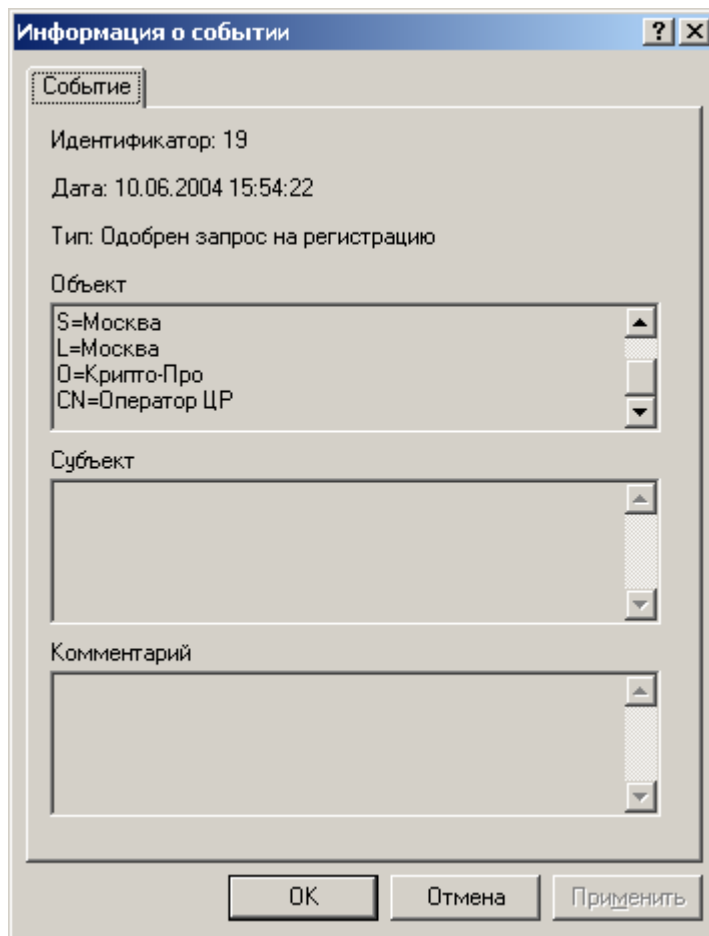 Информация о событии
Событие
Идентификатор: 19
Дата: 10.06.2004 15:54:22
Тип: Одобрен запрос на регистрацию
Объект
S=Москва
L=Москва
O=Крипто-Про
CN=Оператор ЦР
Субъект
Комментарий
OK Отмена Применить